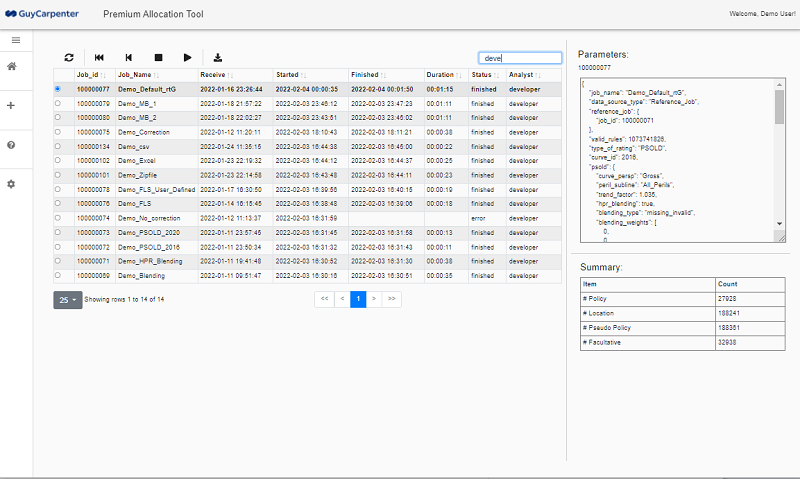 GuyCarpenter Premium Allocation Tool Welcome, Demo User!
deve
Job_id Job_Name Receive Started Finished Duration Status Analyst
100000077 Demo_Default_rtG 2022-01-16 23:26:44 2022-02-04 00:00:35 2022-02-04 00:01:50 00:01:15 finished developer
100000079 Demo_MB_1 2022-01-18 21:57:22 2022-02-03 23:46:12 2022-02-03 23:47:23 00:01:11 finished developer
100000080 Demo_MB_2 2022-01-18 22:02:27 2022-02-03 23:43:51 2022-02-03 23:45:02 00:01:11 finished developer
100000075 Demo_Correction 2022-01-12 11:20:11 2022-02-03 18:10:43 2022-02-03 18:11:21 00:00:38 finished developer
100000134 Demo_csv 2022-01-24 11:35:15 2022-02-03 16:44:38 2022-02-03 16:45:00 00:00:22 finished developer
100000102 Demo_Excel 2022-01-23 22:19:32 2022-02-03 16:44:12 2022-02-03 16:44:37 00:00:25 finished developer
100000101 Demo_Zipfile 2022-01-23 22:14:58 2022-02-03 16:43:48 2022-02-03 16:44:11 00:00:23 finished developer
100000078 Demo_FLS_User_Defined 2022-01-17 16:30:50 2022-02-03 16:39:56 2022-02-03 16:40:15 00:00:19 finished developer
100000076 Demo_FLS 2022-01-14 16:15:45 2022-02-03 16:38:48 2022-02-03 16:39:06 00:00:18 finished developer
100000074 Demo_No_correction 2022-01-12 11:13:37 2022-02-03 16:31:59 error developer
100000073 Demo_PSOLD_2020 2022-01-11 23:57:45 2022-02-03 16:31:45 2022-02-03 16:31:58 00:00:13 finished developer
100000072 Demo_PSOLD_2016 2022-01-11 23:50:34 2022-02-03 16:31:32 2022-02-03 16:31:43 00:00:11 finished developer
100000071 Demo_HPR_Blending 2022-01-11 19:41:48 2022-02-03 16:30:52 2022-02-03 16:31:30 00:00:38 finished developer
100000069 Demo_Blending 2022-01-11 09:51:47 2022-02-03 16:30:16 2022-02-03 16:30:51 00:00:35 finished developer
25 Showing rows 1 to 14 of 14 << < 1 > >>
Parameters:
100000077
{
"job_name": "Demo_Default_rtG",
"data_source_type": "Reference_Job",
"reference_job": {
"job_id": 100000071
},
"valid_rules": 1073741826,
"type_of_rating": "PSOLD",
"curve_id": 2016,
"psold": {
"curve_persp": "Gross",
"peril_subline": "All_Perils",
"trend_factor": 1.035,
"hpr_blending": true,
"blending_type": "missing_invalid",
"blending_weights": [
0,
0
Summary:
Item Count
# Policy 27928
# Location 188241
# Pseudo Policy 188361
# Facultative 32938